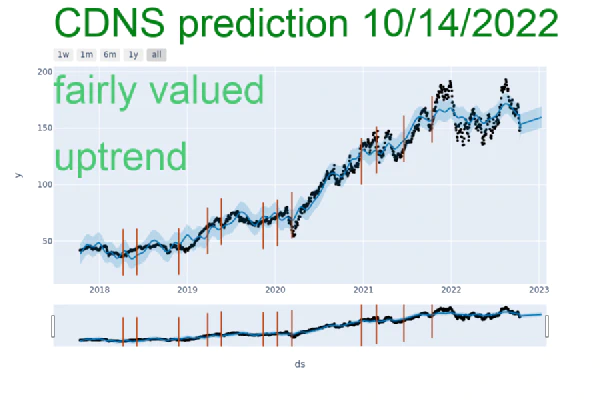 CDNS prediction 10/14/2022
1w 1m 6m 1y all
200
fairly valued
150
uptrend
y
100
50
2018 2019 2020 2021 2022 2023
ds